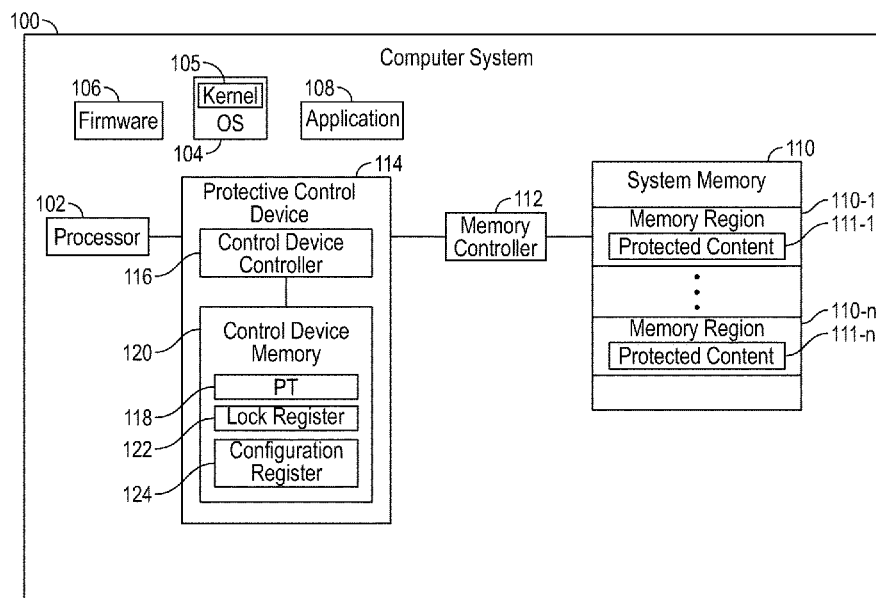 100
Computer System
105
106
Kernel
108
Firmware
OS
Application
104
114
110
102
Protective Control
Device
112
System Memory
110-1
Processor
Control Device
Controller
Memory
Controller
Memory Region
111-1
Protected Content
116
110-n
120
Control Device
Memory
Memory Region
111-n
Protected Content
PT
118
Lock Register
122
Configuration
Register
124